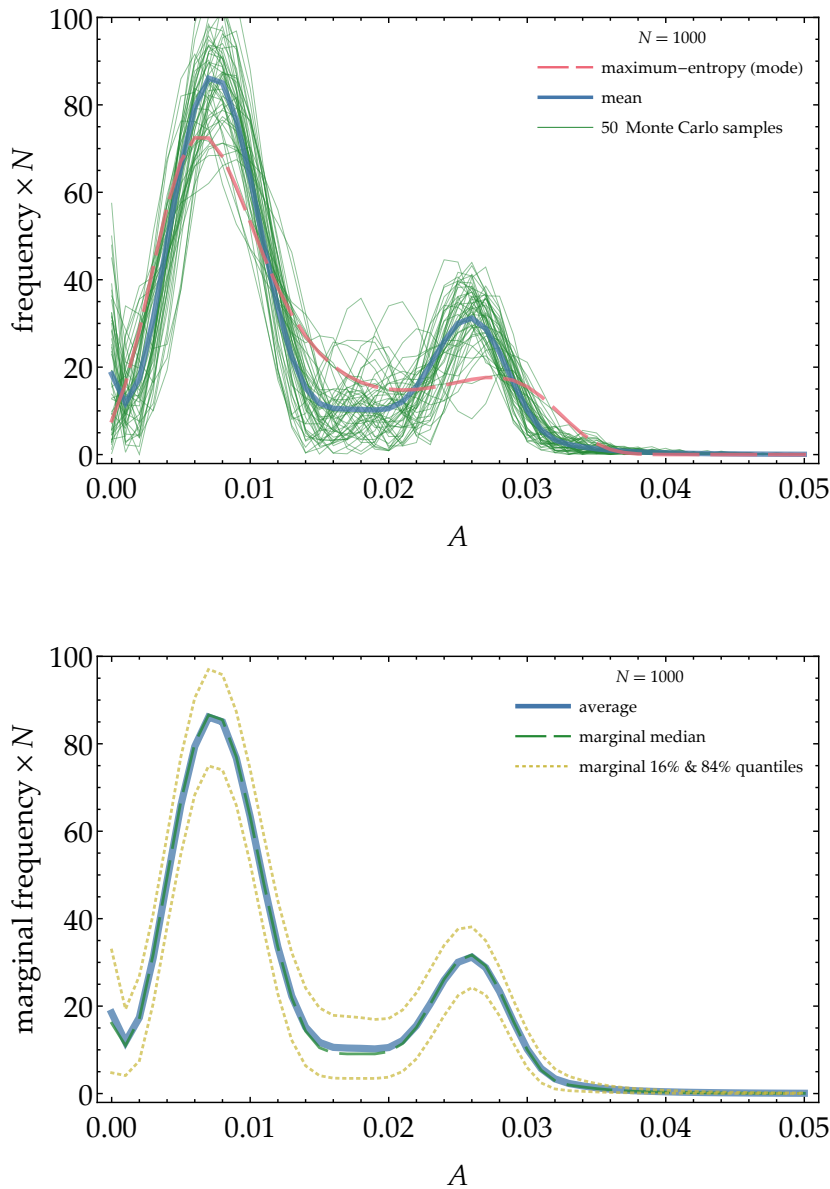 N = 1000
maximum−entropy (mode)
mean
50 Monte Carlo samples
frequency × N
100
80
60
40
20
0
0.00 0.01 0.02 0.03 0.04 0.05
A
N = 1000
average
marginal median
marginal 16% & 84% quantiles
marginal frequency × N
100
80
60
40
20
0
0.00 0.01 0.02 0.03 0.04 0.05
A